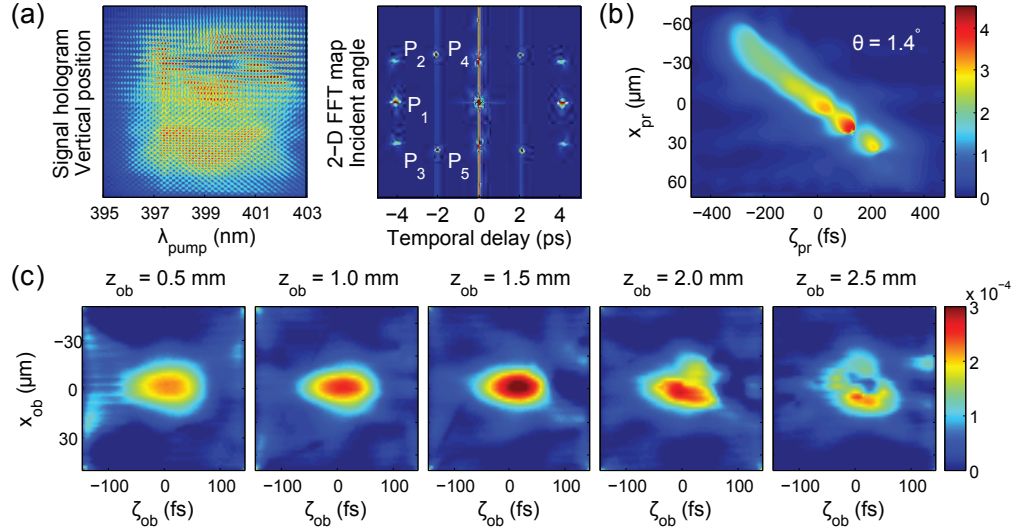 (a)
Signal hologram
Vertical position
395 397 399 401 403
λpump (nm)
2-D FFT map
Incident angle
P2 P4
P1
P3 P5
−4 −2 0 2 4
Temporal delay (ps)
(b)
θ = 1.4°
xpr (µm)
−60
−30
0
30
60
−400 −200 0 200 400
ζpr (fs)
4
3
2
1
0
(c)
zob = 0.5 mm
zob = 1.0 mm
zob = 1.5 mm
zob = 2.0 mm
zob = 2.5 mm
xob (µm)
−30
0
30
−100 0 100
−100 0 100
−100 0 100
−100 0 100
−100 0 100
ζob (fs)
ζob (fs)
ζob (fs)
ζob (fs)
ζob (fs)
x 10−4
3
2
1
0